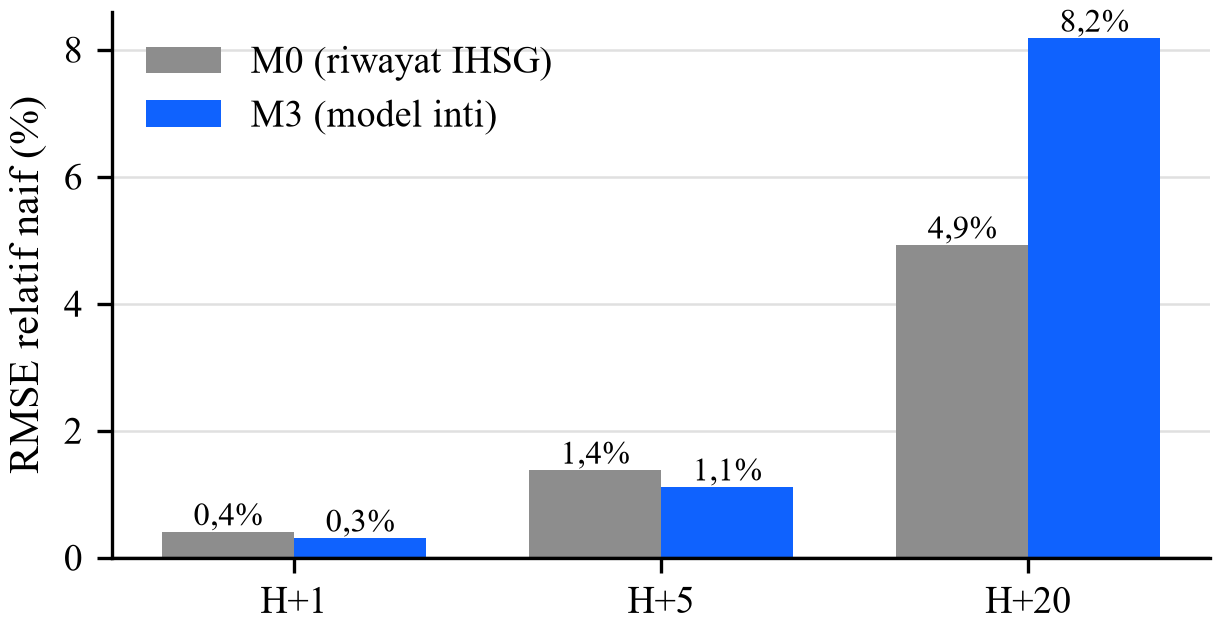 RMSE relatif naif (%)
8
6
4
2
0
M0 (riwayat IHSG)
M3 (model inti)
0,4%
0,3%
1,4%
1,1%
4,9%
8,2%
H+1
H+5
H+20